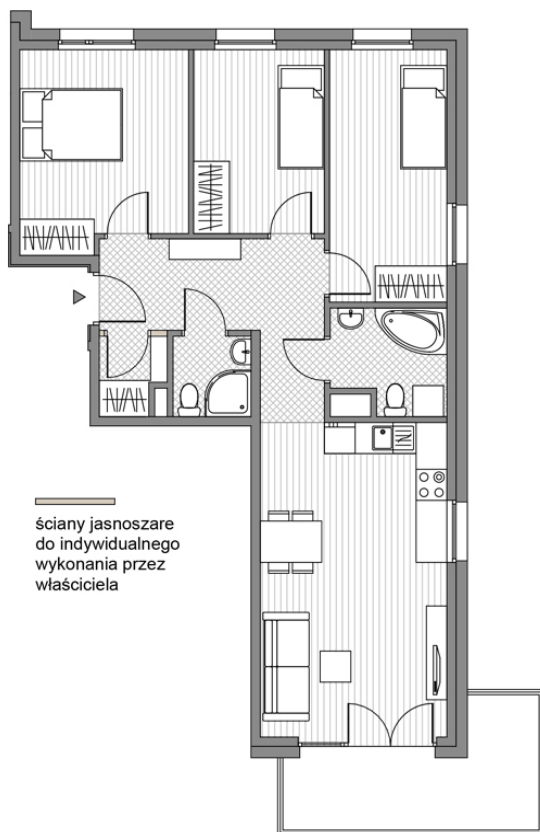 ściany jasnoszare
do indywidualnego
wykonania przez
właściciela